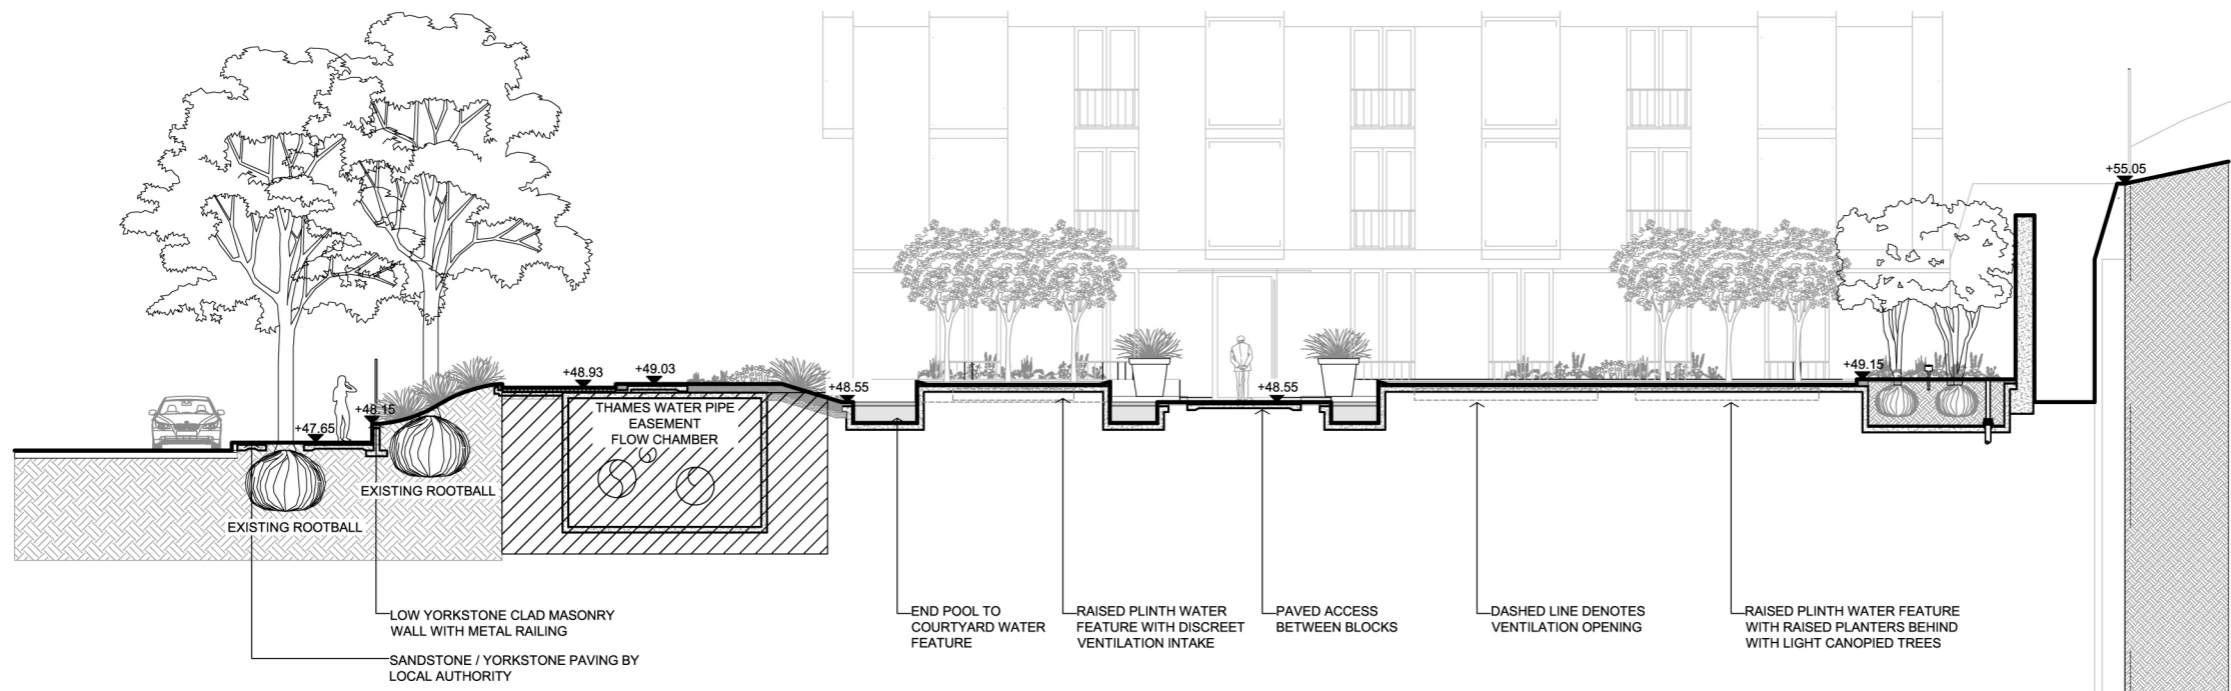 +55.05
+48.93
+49.03
+48.55
+48.55
+49.15
+48.15
+47.65
THAMES WATER PIPE
EASEMENT
FLOW CHAMBER
EXISTING ROOTBALL
EXISTING ROOTBALL
LOW YORKSTONE CLAD MASONRY
WALL WITH METAL RAILING
SANDSTONE / YORKSTONE PAVING BY
LOCAL AUTHORITY
END POOL TO
COURTYARD WATER
FEATURE
RAISED PLINTH WATER
FEATURE WITH DISCREET
VENTILATION INTAKE
PAVED ACCESS
BETWEEN BLOCKS
DASHED LINE DENOTES
VENTILATION OPENING
RAISED PLINTH WATER FEATURE
WITH RAISED PLANTERS BEHIND
WITH LIGHT CANOPIED TREES